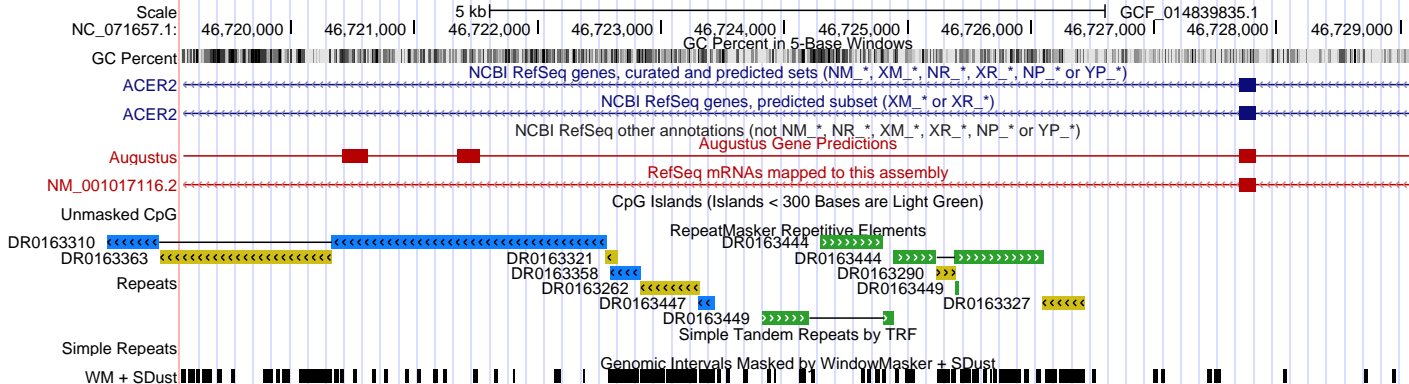 Scale 5 kb GCF_014839835.1
NC_071657.1: 46,720,000 46,721,000 46,722,000 46,723,000 46,724,000 46,725,000 46,726,000 46,727,000 46,728,000 46,729,000
GC Percent in 5-Base Windows
GC Percent
NCBI RefSeq genes, curated and predicted sets (NM_*, XM_*, NR_*, XR_*, NP_* or YP_*)
ACER2
NCBI RefSeq genes, predicted subset (XM_* or XR_*)
ACER2
NCBI RefSeq other annotations (not NM_*, NR_*, XM_*, XR_*, NP_* or YP_*)
Augustus Gene Predictions
Augustus
RefSeq mRNAs mapped to this assembly
NM_001017116.2
CpG Islands (Islands < 300 Bases are Light Green)
Unmasked CpG
RepeatMasker Repetitive Elements
DR0163310 DR0163444
DR0163363 DR0163321 DR0163444
DR0163358 DR0163290
Repeats DR0163262 DR0163449
DR0163447 DR0163327
DR0163449
Simple Tandem Repeats by TRF
Simple Repeats
Genomic Intervals Masked by WindowMasker + SDust
WM + SDust